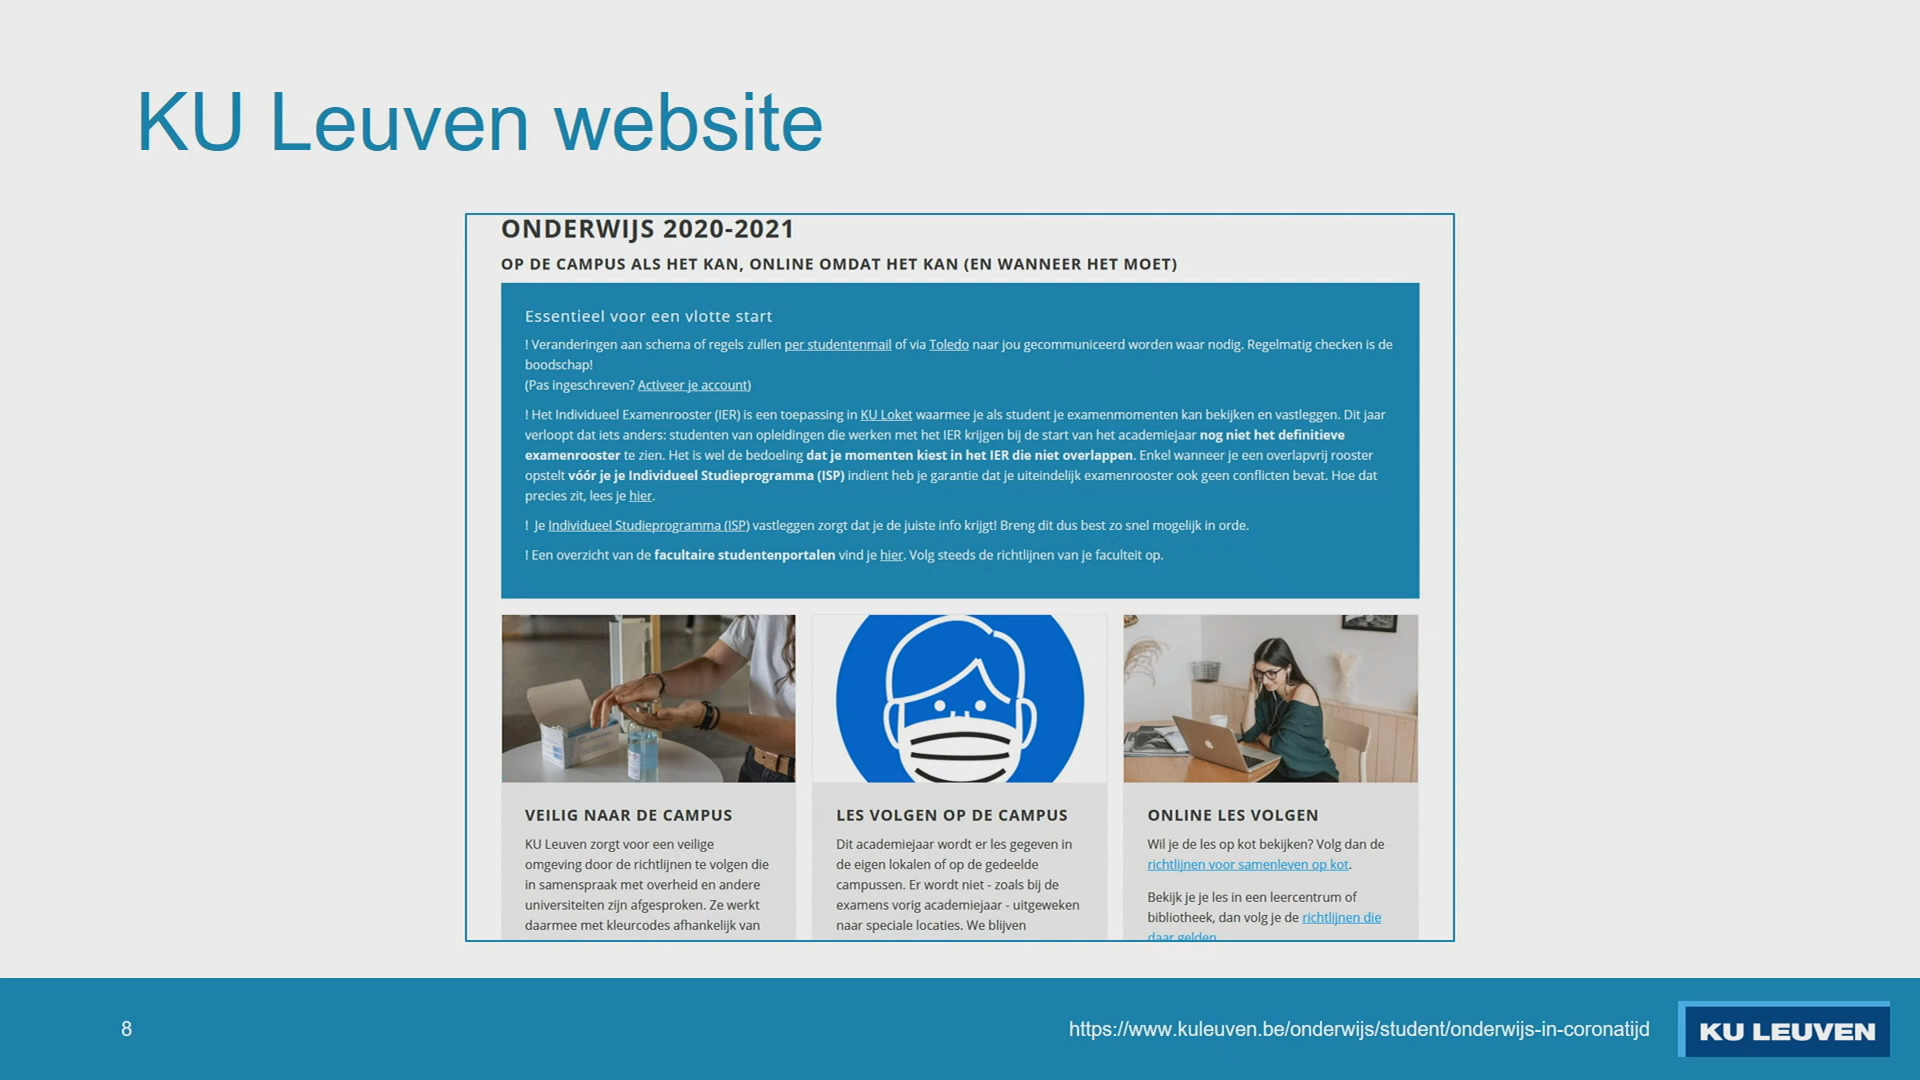 KU Leuven website
ONDERWIJS 2020-2021
OP DE CAMPUS ALS HET KAN, ONLINE OMDAT HET KAN (EN WANNEER HET MOET)
Essentieel voor een vlotte start
! Veranderingen aan schema of regels zullen per studentenmail of via Toledo naar jou gecommuniceerd worden waar nodig. Regelmatig checken is de
boodschap!
(Pas ingeschreven? Activeer je account)
! Het Individueel Examenrooster (IER) is een toepassing in KU Loket waarmee je als student je examenmomenten kan bekijken en vastleggen. Dit jaar
verloopt dat iets anders: studenten van opleidingen die werken met het IER krijgen bij de start van het academiejaar nog niet het definitieve
examenrooster te zien. Het is wel de bedoeling dat je momenten kiest in het IER die niet overlappen. Enkel wanneer je een overlapvrij rooster
opstelt vóór je je Individueel Studieprogramma (ISP) indient heb je garantie dat je uiteindelijk examenrooster ook geen conflicten bevat. Hoe dat
precies zit, lees je hier.
! Je Individueel Studieprogramma (ISP) vastleggen zorgt dat je de juiste info krijgt! Breng dit dus best zo snel mogelijk in orde.
! Een overzicht van de facultaire studentenportalen vind je hier. Volg steeds de richtlijnen van je faculteit op.
VEILIG NAAR DE CAMPUS
KU Leuven zorgt voor een veilige
omgeving door de richtlijnen te volgen die
in samenspraak met overheid en andere
universiteiten zijn afgesproken. Ze werkt
daarmee met kleurcodes afhankelijk van
LES VOLGEN OP DE CAMPUS
Dit academiejaar wordt er les gegeven in
de eigen lokalen of op de gedeelde
campussen. Er wordt niet - zoals bij de
examens vorig academiejaar - uitgeweken
naar speciale locaties. We blijven
ONLINE LES VOLGEN
Wil je de les op kot bekijken? Volg dan de
richtlijnen voor samenleven op kot.
Bekijk je je les in een leercentrum of
bibliotheek, dan volg je de richtlijnen die
daar gelden.
8
https://www.kuleuven.be/onderwijs/student/onderwijs-in-coronatijd
KU LEUVEN